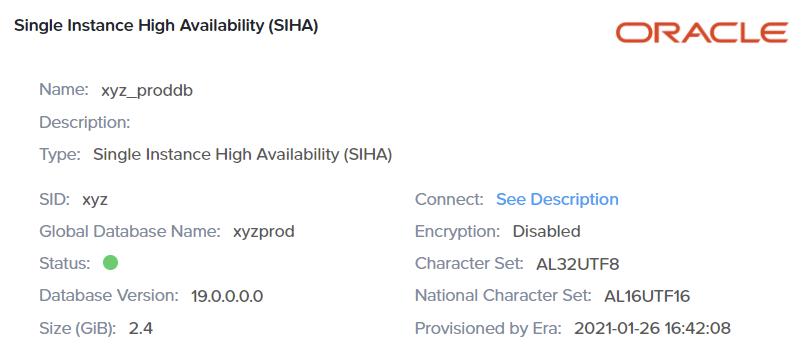 Single Instance High Availability (SIHA)
ORACLE
Name: xyz_proddb
Description:
Type: Single Instance High Availability (SIHA)
SID: xyz
Connect: See Description
Global Database Name: xyzprod
Encryption: Disabled
Status:
Character Set: AL32UTF8
Database Version: 19.0.0.0.0
National Character Set: AL16UTF16
Size (GiB): 2.4
Provisioned by Era: 2021-01-26 16:42:08